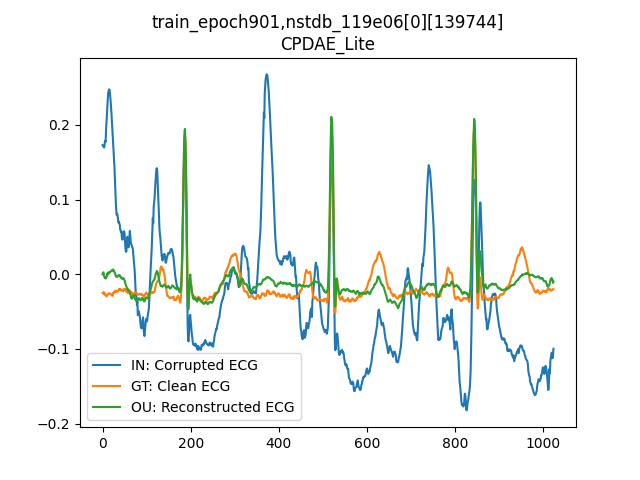 train_epoch901,nstdb_119e06[0][139744]
CPDAE_Lite
0.2
0.1
0.0
−0.1
−0.2
IN: Corrupted ECG
GT: Clean ECG
OU: Reconstructed ECG
0 200 400 600 800 1000